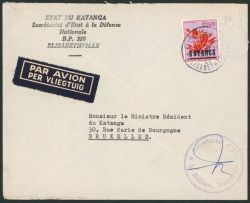 ETAT DU KATANGA
Secrétariat d'Etat à la Défense
Nationale
B.P. 250
ELISABETHVILLE
KATANGA
PAR AVION
PER VLIEGTUIG
Monsieur le Ministre Résident
du Katanga
30, Rue Marie de Bourgogne
BRUXELLES.